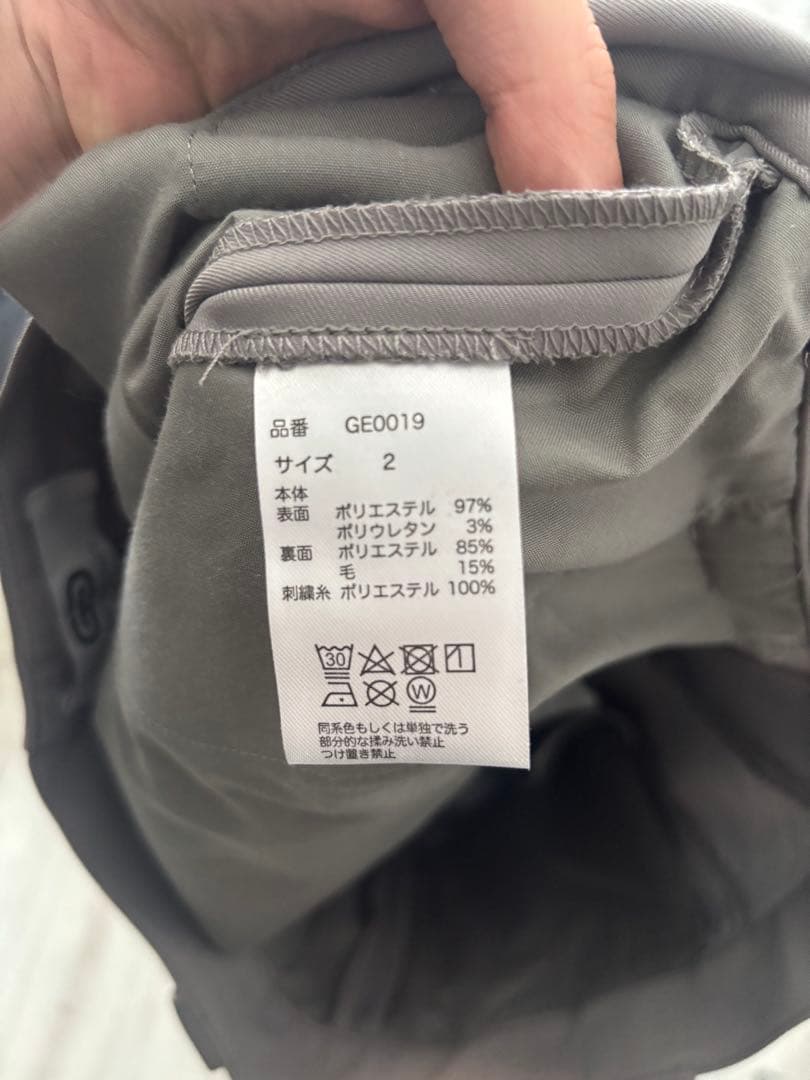 品番 GE0019
サイズ 2
本体
表面 ポリエステル 97%
ポリウレタン 3%
裏面 ポリエステル 85%
毛 15%
刺繍糸 ポリエステル 100%
30
W
同系色もしくは単独で洗う
部分的な揉み洗い禁止
つけ置き禁止